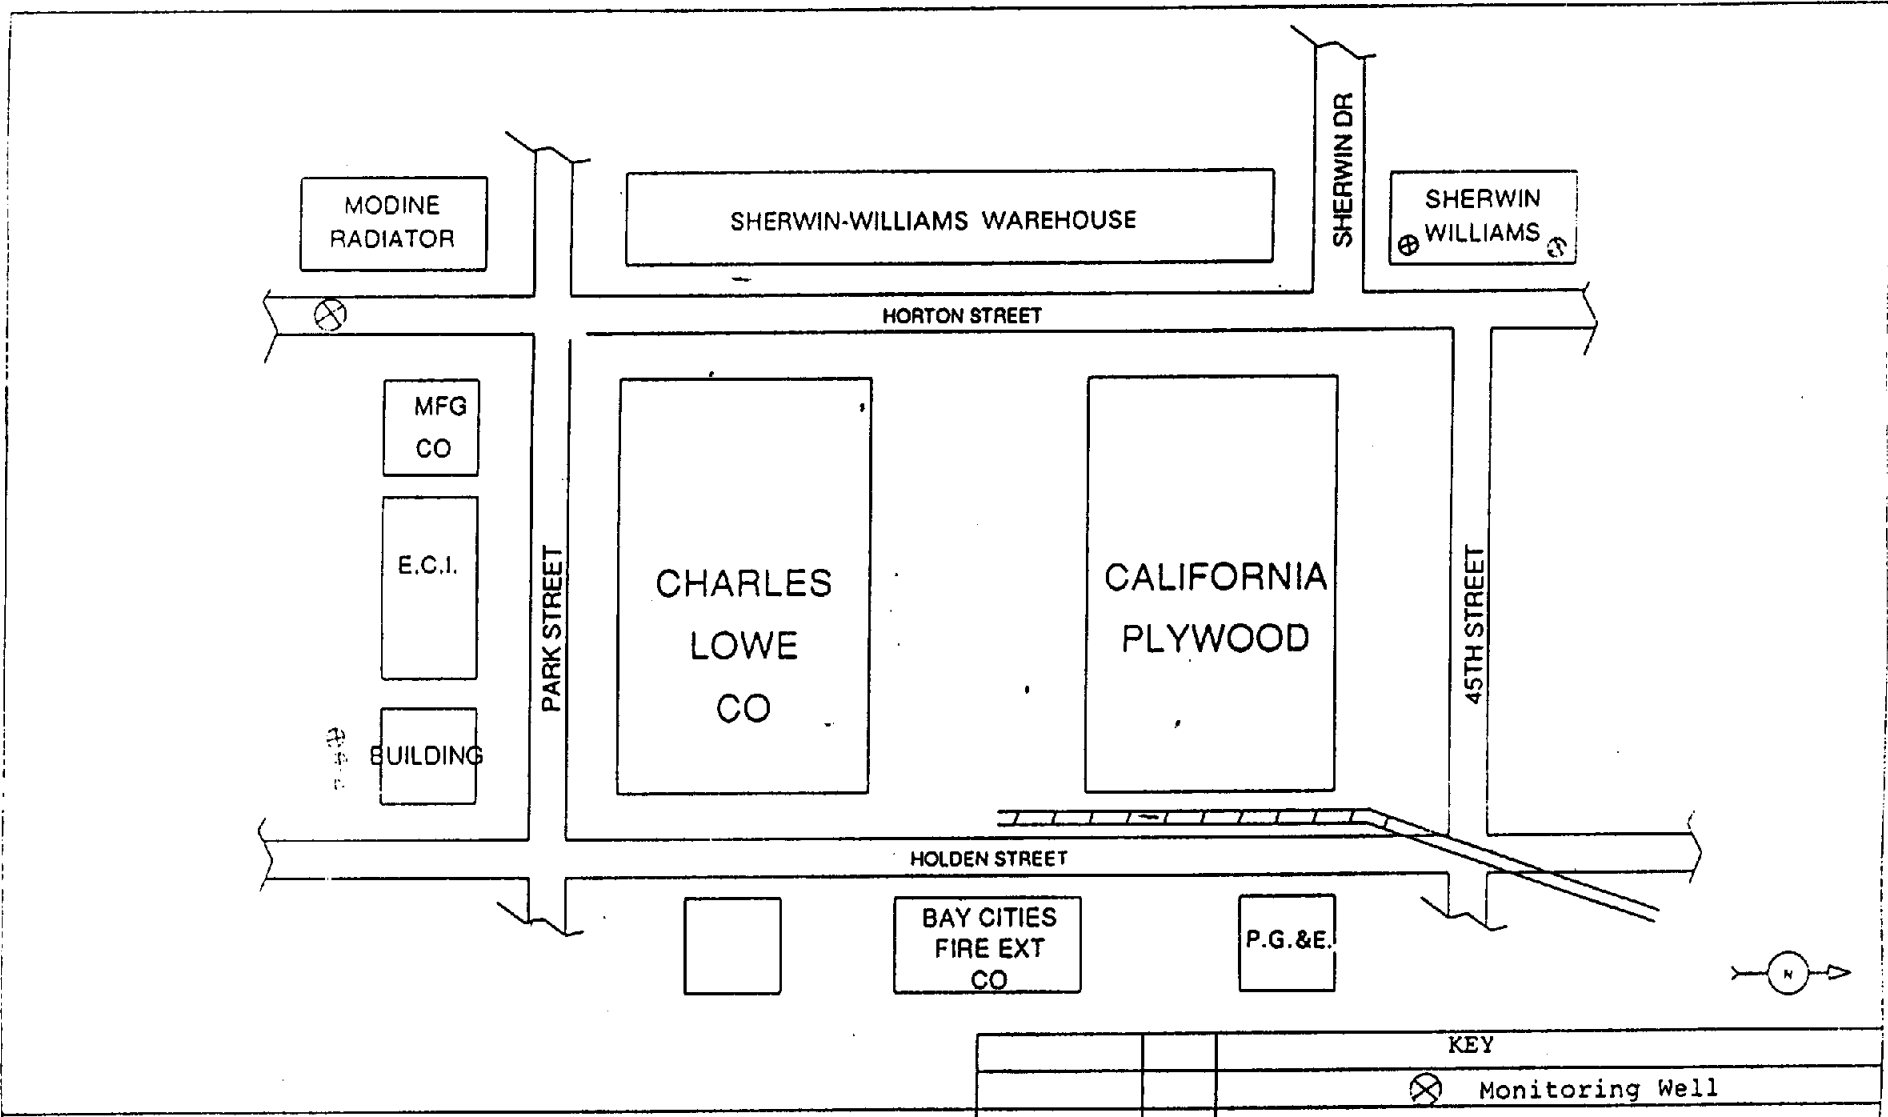 SHERWIN DR
MODINE
RADIATOR
SHERWIN-WILLIAMS WAREHOUSE
SHERWIN
WILLIAMS
HORTON STREET
MFG
CO
E.C.I.
BUILDING
PARK STREET
CHARLES
LOWE
CO
CALIFORNIA
PLYWOOD
45TH STREET
HOLDEN STREET
BAY CITIES
FIRE EXT
CO
P.G.&E.
N
KEY
Monitoring Well